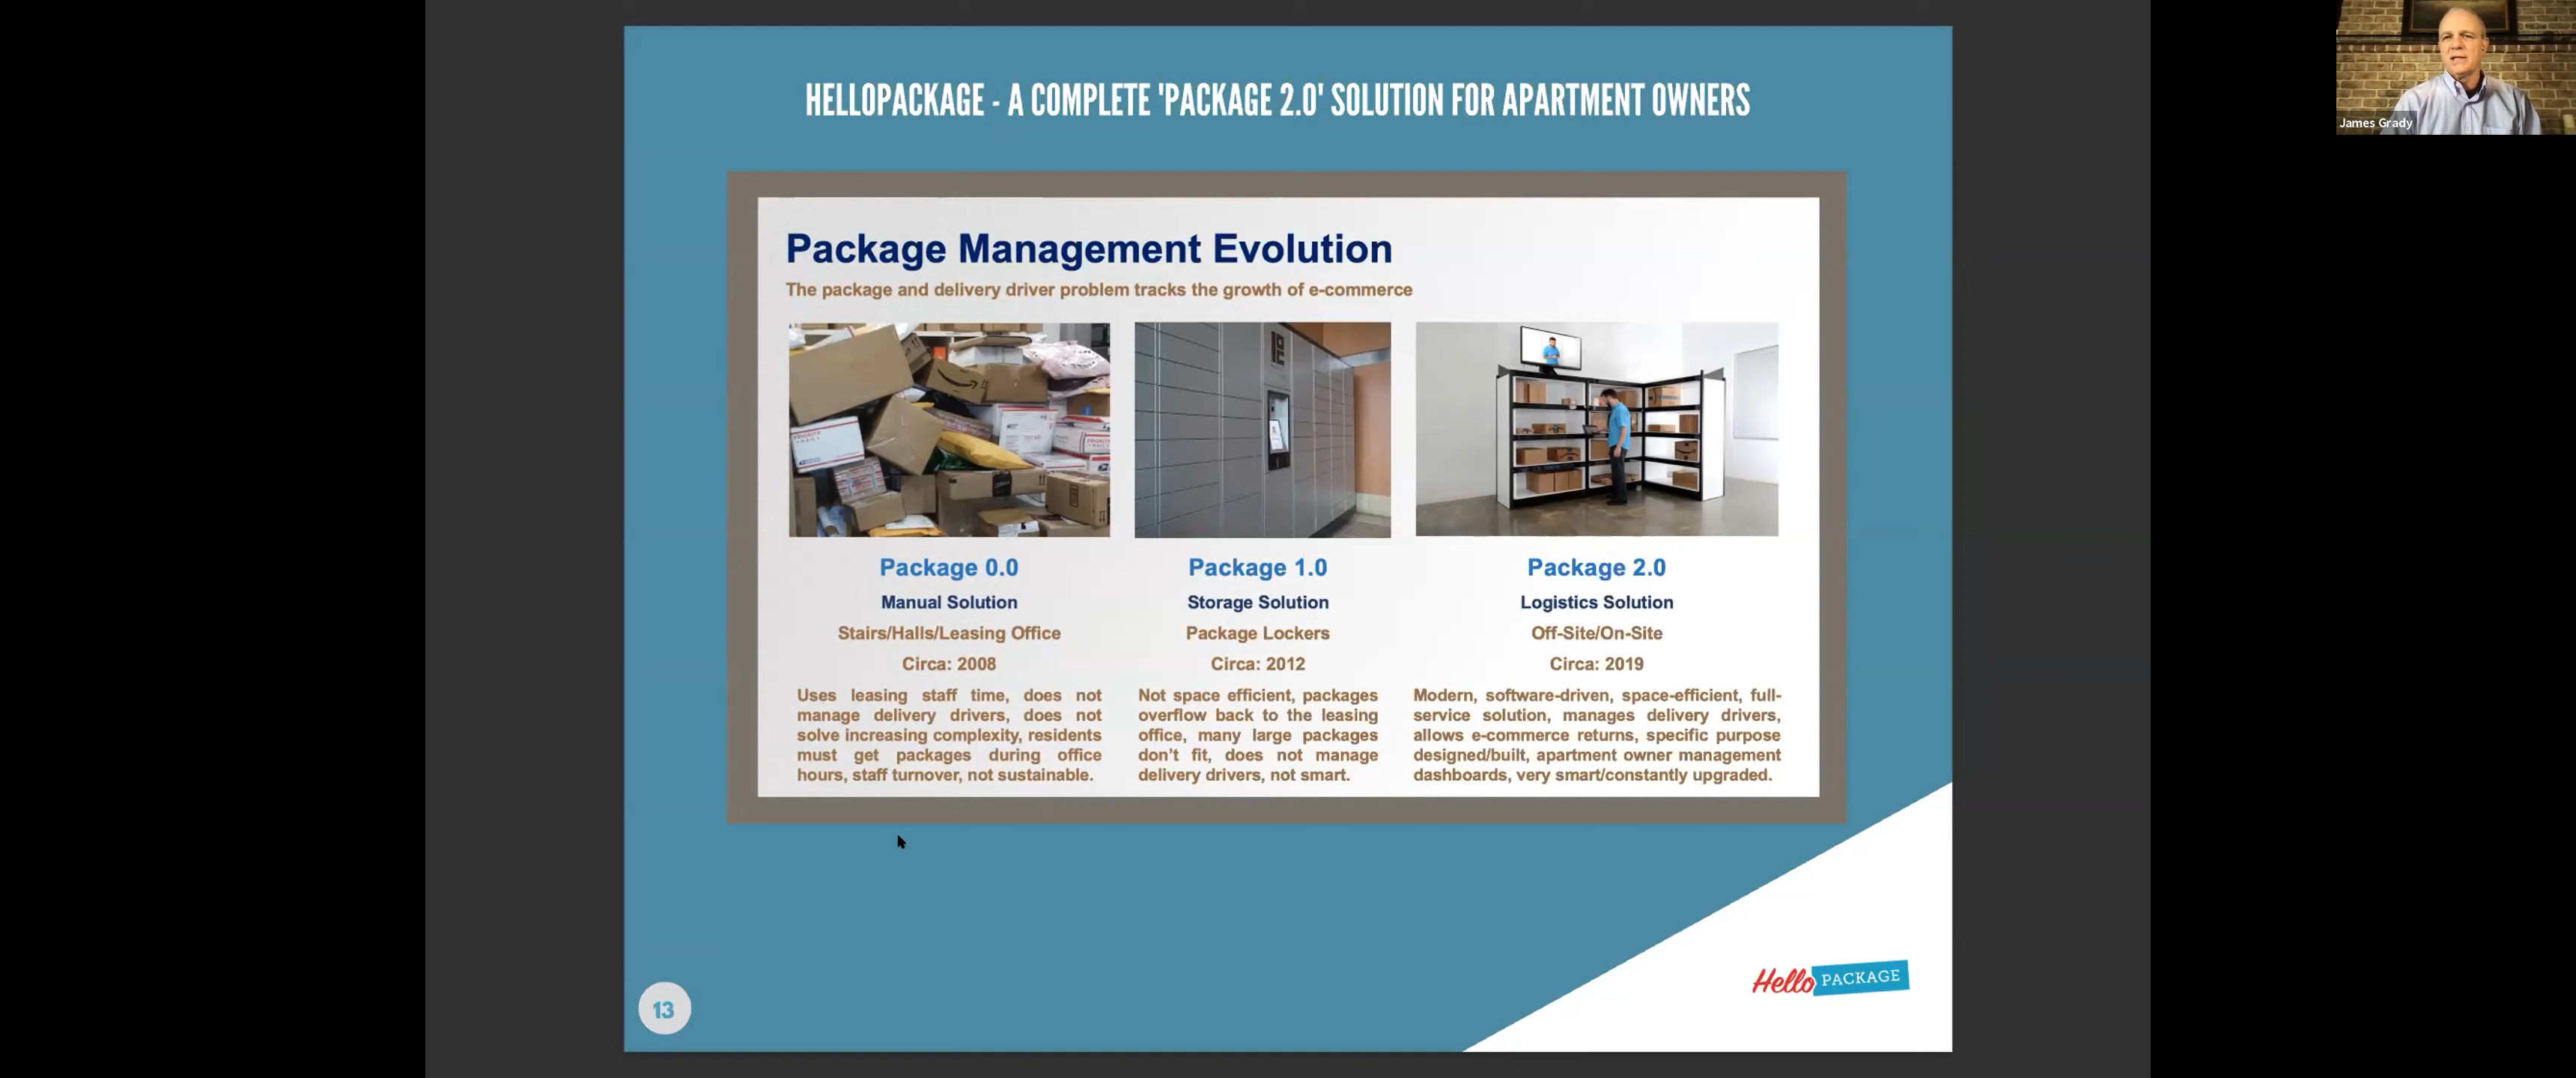 HELLOPACKAGE - A COMPLETE 'PACKAGE 2.0' SOLUTION FOR APARTMENT OWNERS
James Grady
Package Management Evolution
The package and delivery driver problem tracks the growth of e-commerce
Package 0.0
Manual Solution
Stairs/Halls/Leasing Office
Circa: 2008
Uses leasing staff time, does not
manage delivery drivers, does not
solve increasing complexity, residents
must get packages during office
hours, staff turnover, not sustainable.
Package 1.0
Storage Solution
Package Lockers
Circa: 2012
Not space efficient, packages
overflow back to the leasing
office, many large packages
don't fit, does not manage
delivery drivers, not smart.
Package 2.0
Logistics Solution
Off-Site/On-Site
Circa: 2019
Modern, software-driven, space-efficient, full-
service solution, manages delivery drivers,
allows e-commerce returns, specific purpose
designed/built, apartment owner management
dashboards, very smart/constantly upgraded.
Hello PACKAGE
13